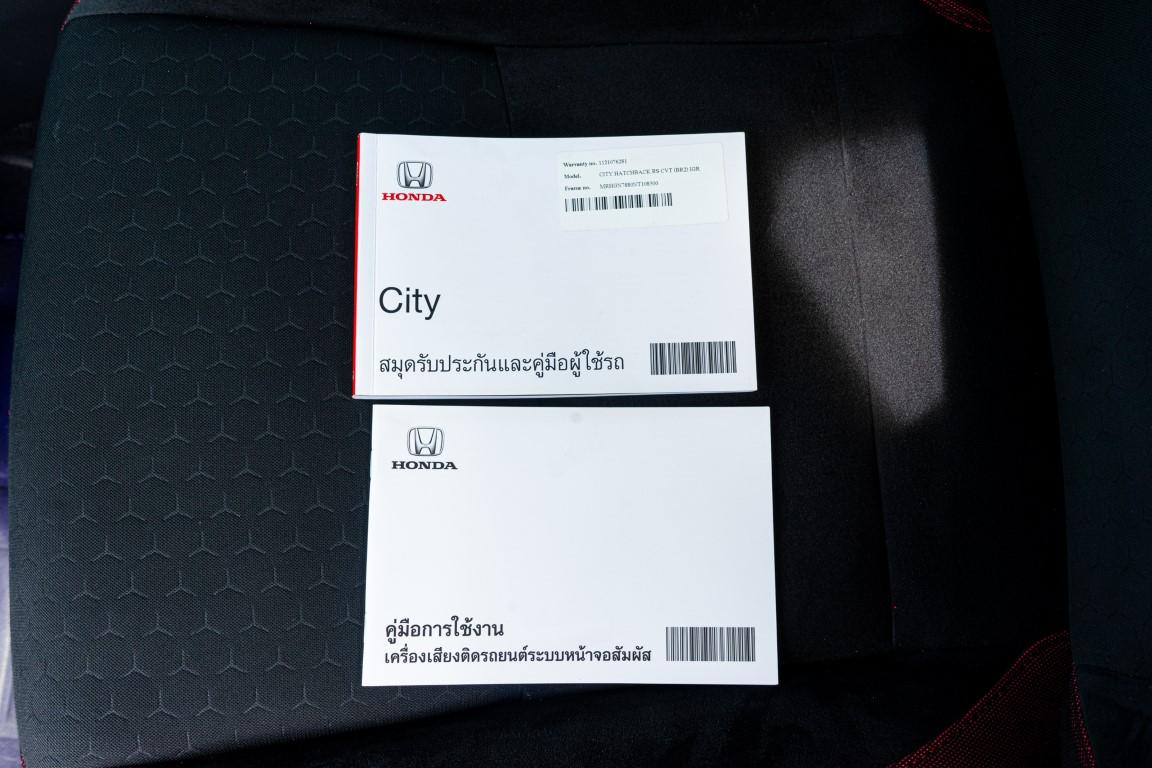 HONDA
Warranty no. 1121076281
Model. CITY HATCHBACK RS CVT (BR2) IGR
Frame no.
City
สมุดรับประกันและคู่มือผู้ใช้รถ
HONDA
คู่มือการใช้งาน
เครื่องเสียงติดรถยนต์ระบบหน้าจอสัมผัส